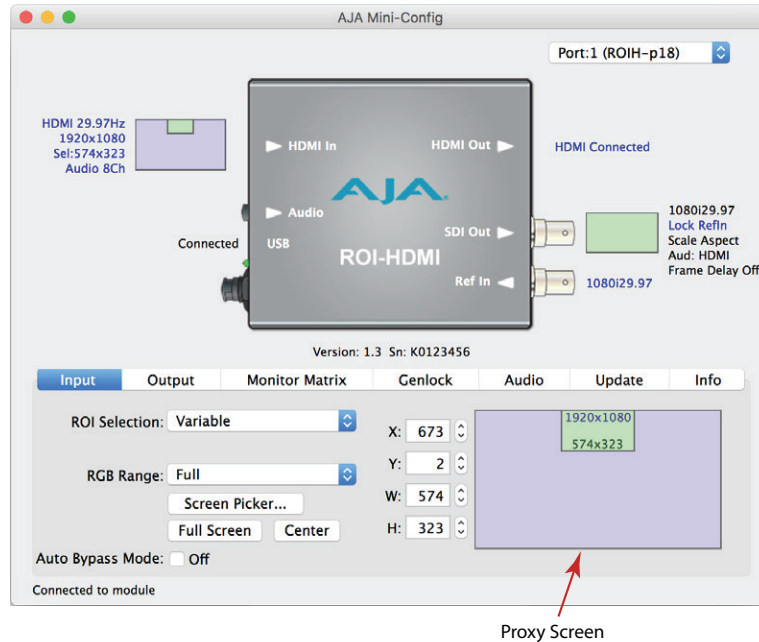 AJA Mini-Config
Port:1 (ROIH-p18)
HDMI 29.97Hz
1920x1080
Sel:574x323
Audio 8Ch
HDMI In
HDMI Out
HDMI Connected
AJA
Audio
Connected
USB
SDI Out
ROI-HDMI
Ref In
1080i29.97
Lock RefIn
Scale Aspect
Aud: HDMI
Frame Delay Off
1080i29.97
Version: 1.3 Sn: K0123456
Input Output Monitor Matrix Genlock Audio Update Info
ROI Selection: Variable
RGB Range: Full
Screen Picker...
Full Screen Center
Auto Bypass Mode: Off
X: 673
Y: 2
W: 574
H: 323
1920x1080
574x323
Connected to module
Proxy Screen